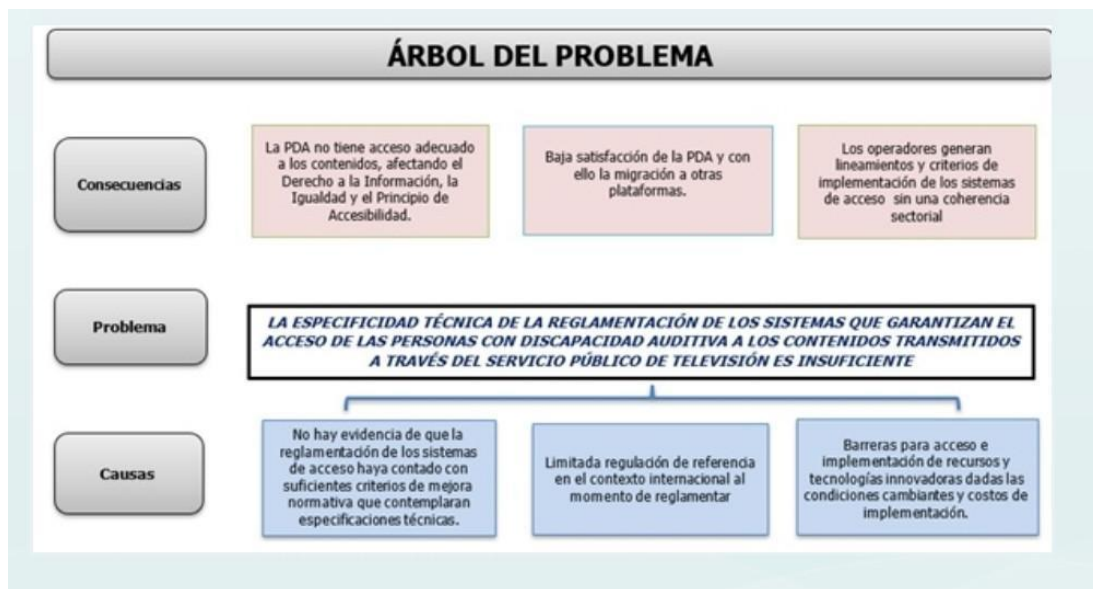 ÁRBOL DEL PROBLEMA
Consecuencias
La PDA no tiene acceso adecuado
a los contenidos, afectando el
Derecho a la Información, la
Igualdad y el Principio de
Accesibilidad.
Baja satisfacción de la PDA y con
ello la migración a otras
plataformas.
Los operadores generan
lineamientos y criterios de
implementación de los sistemas
de acceso sin una coherencia
sectorial
Problema
LA ESPECIFICIDAD TÉCNICA DE LA REGLAMENTACIÓN DE LOS SISTEMAS QUE GARANTIZAN EL
ACCESO DE LAS PERSONAS CON DISCAPACIDAD AUDITIVA A LOS CONTENIDOS TRANSMITIDOS
A TRAVÉS DEL SERVICIO PÚBLICO DE TELEVISIÓN ES INSUFICIENTE
Causas
No hay evidencia de que la
reglamentación de los sistemas
de acceso haya contado con
suficientes criterios de mejora
normativa que contemplaran
especificaciones técnicas.
Limitada regulación de referencia
en el contexto internacional al
momento de reglamentar
Barreras para acceso e
implementación de recursos y
tecnologías innovadoras dadas las
condiciones cambiantes y costos de
implementación.